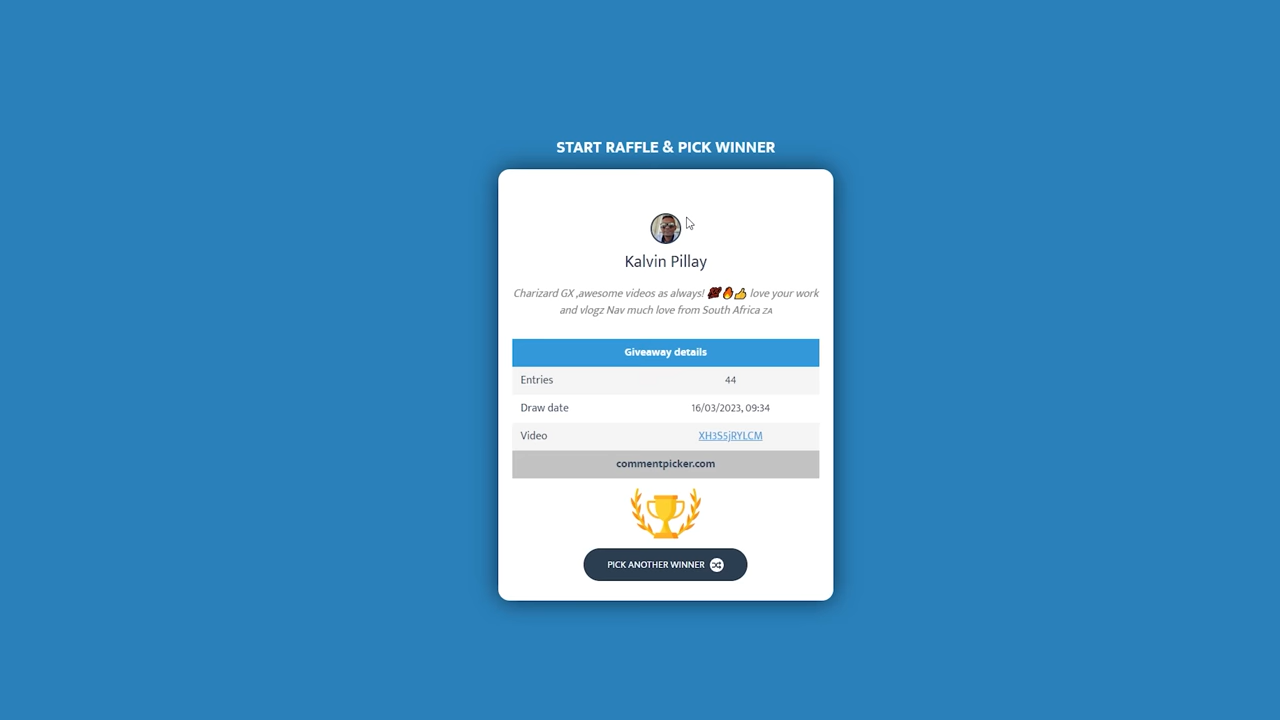 START RAFFLE & PICK WINNER
Kalvin Pillay
Charizard GX ,awesome videos as always! 💯🔥👍 love your work
and vlogz Nav much love from South Africa ZA
Giveaway details
Entries 44
Draw date 16/03/2023, 09:34
Video XH3S5jRYLCM
commentpicker.com
PICK ANOTHER WINNER